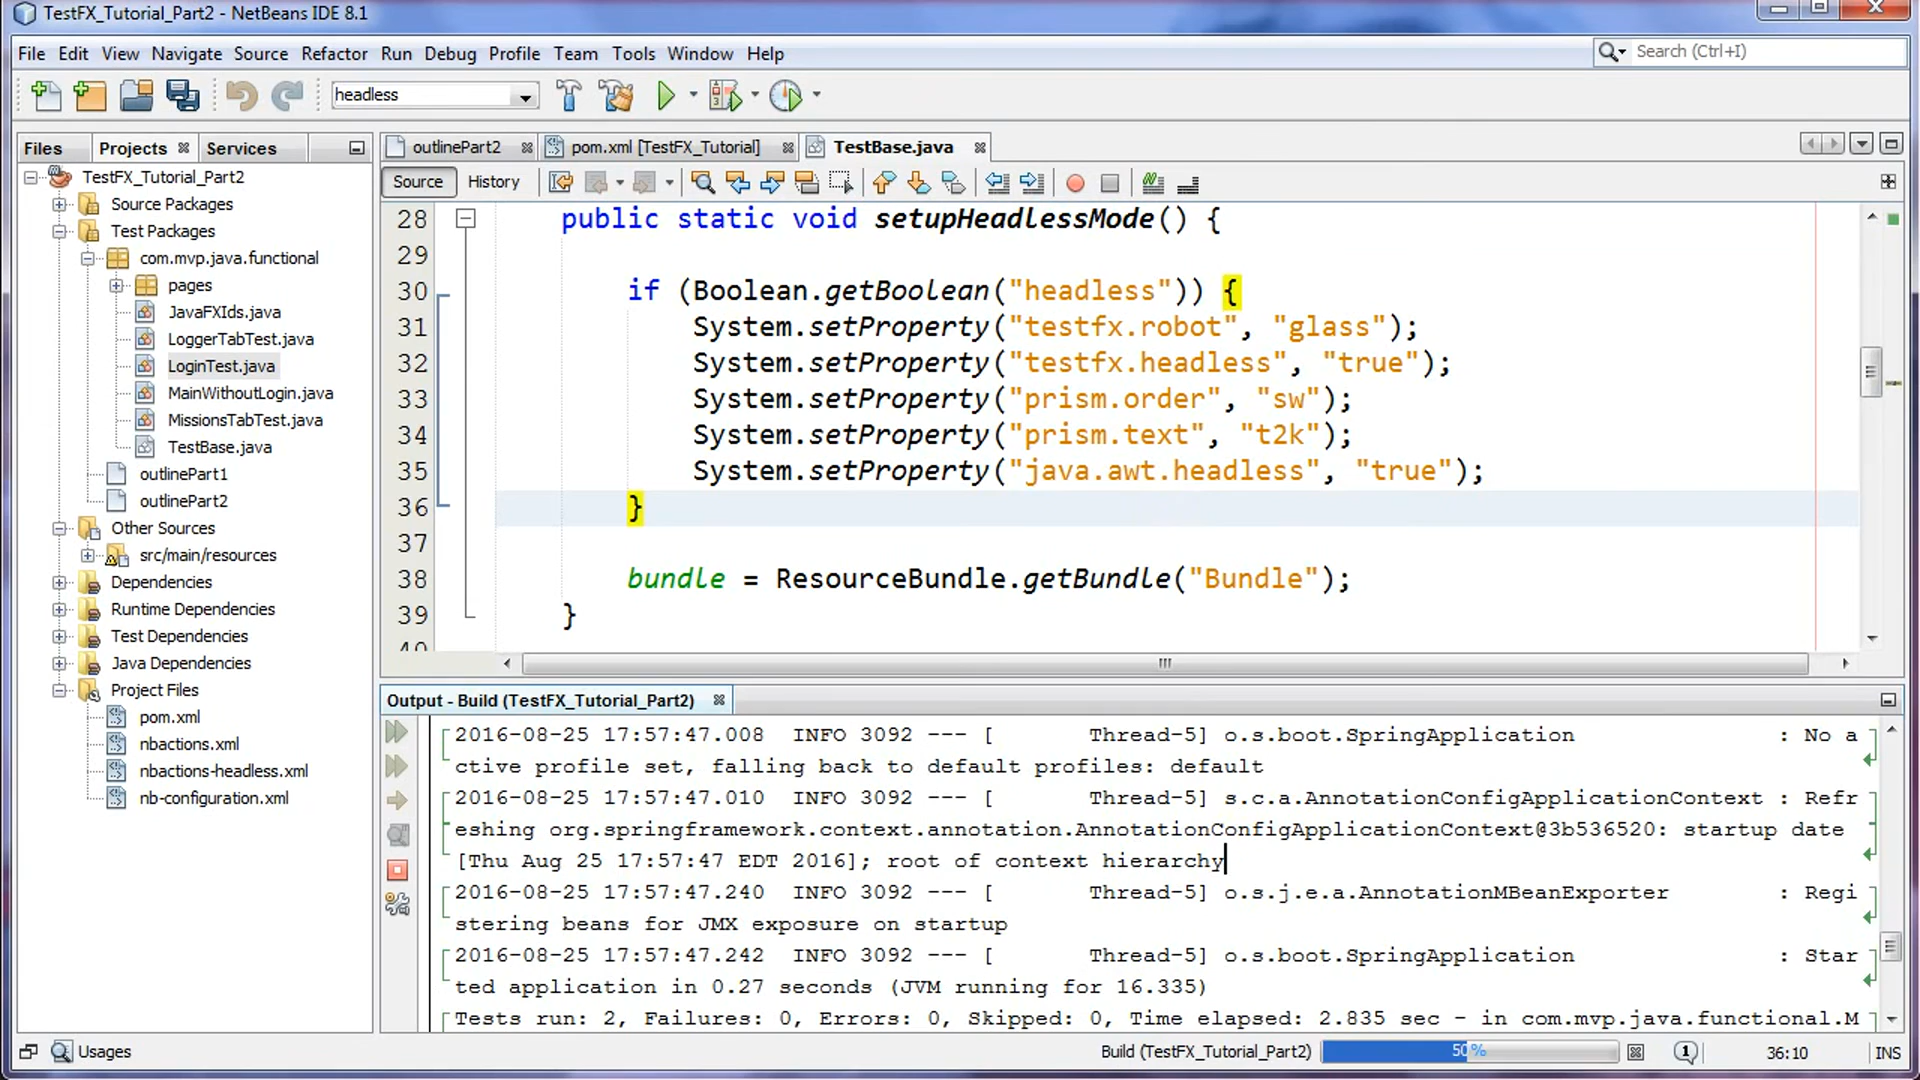 TestFX_Tutorial_Part2 - NetBeans IDE 8.1
File Edit View Navigate Source Refactor Run Debug Profile Team Tools Window Help
Search (Ctrl+I)
headless
Files Projects Services
TestFX_Tutorial_Part2
Source Packages
Test Packages
com.mvp.java.functional
pages
JavaFXIds.java
LoggerTabTest.java
LoginTest.java
MainWithoutLogin.java
MissionsTabTest.java
TestBase.java
outlinePart1
outlinePart2
Other Sources
src/main/resources
Dependencies
Runtime Dependencies
Test Dependencies
Java Dependencies
Project Files
pom.xml
nbactions.xml
nbactions-headless.xml
nb-configuration.xml
outlinePart2 pom.xml [TestFX_Tutorial] TestBase.java
Source History
28 public static void setupHeadlessMode() {
29
30 if (Boolean.getBoolean("headless")) {
31 System.setProperty("testfx.robot", "glass");
32 System.setProperty("testfx.headless", "true");
33 System.setProperty("prism.order", "sw");
34 System.setProperty("prism.text", "t2k");
35 System.setProperty("java.awt.headless", "true");
36 }
37
38 bundle = ResourceBundle.getBundle("Bundle");
39 }
40
Output - Build (TestFX_Tutorial_Part2)
2016-08-25 17:57:47.008 INFO 3092 --- [ Thread-5] o.s.boot.SpringApplication : No a
ctive profile set, falling back to default profiles: default
2016-08-25 17:57:47.010 INFO 3092 --- [ Thread-5] s.c.a.AnnotationConfigApplicationContext : Refr
eshing org.springframework.context.annotation.AnnotationConfigApplicationContext@3b536520: startup date
[Thu Aug 25 17:57:47 EDT 2016]; root of context hierarchy
2016-08-25 17:57:47.240 INFO 3092 --- [ Thread-5] o.s.j.e.a.AnnotationMBeanExporter : Regi
stering beans for JMX exposure on startup
2016-08-25 17:57:47.242 INFO 3092 --- [ Thread-5] o.s.boot.SpringApplication : Star
ted application in 0.27 seconds (JVM running for 16.335)
Tests run: 2, Failures: 0, Errors: 0, Skipped: 0, Time elapsed: 2.835 sec - in com.mvp.java.functional.M
Usages
Build (TestFX_Tutorial_Part2) 50% 1 36:10 INS